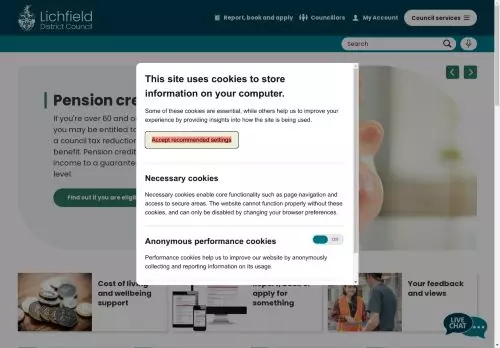 Lichfield
District Council
Report, book and apply
Councillors
My Account
Council services
Search
Pension cre
If you're over 60 and o
you may be entitled to
a council tax reduction
benefit. Pension credit
income to a guarante
level.
Find out if you are eligi
This site uses cookies to store
information on your computer.
Some of these cookies are essential, while others help us to improve your
experience by providing insights into how the site is being used.
Accept recommended settings
Necessary cookies
Necessary cookies enable core functionality such as page navigation and
access to secure areas. The website cannot function properly without these
cookies, and can only be disabled by changing your browser preferences.
Anonymous performance cookies
Off
Performance cookies help us to improve our website by anonymously
collecting and reporting information on its usage.
Cost of living
and wellbeing
support
apply for
something
Your feedback
and views
LIVE
CHAT